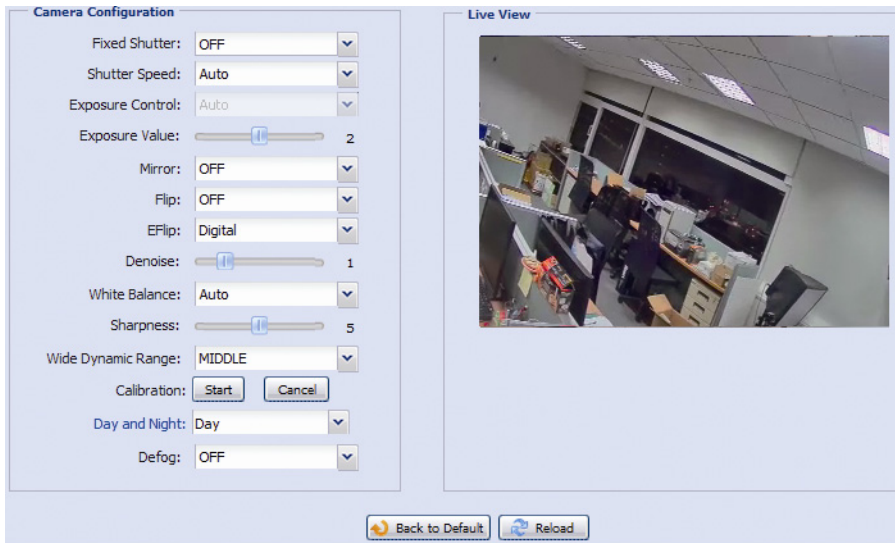 Camera Configuration
Fixed Shutter: OFF
Shutter Speed: Auto
Exposure Control: Auto
Exposure Value: 2
Mirror: OFF
Flip: OFF
EFlip: Digital
Denoise: 1
White Balance: Auto
Sharpness: 5
Wide Dynamic Range: MIDDLE
Calibration: Start Cancel
Day and Night: Day
Defog: OFF
Live View
Back to Default Reload